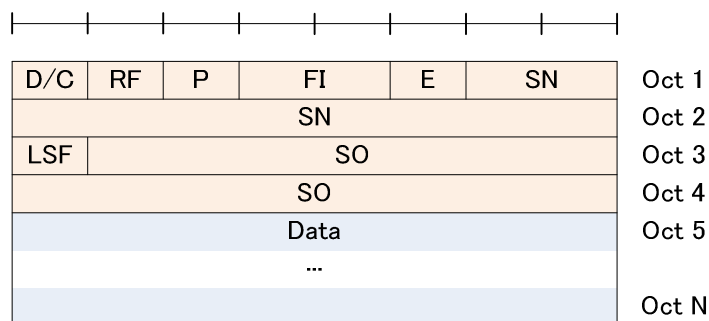 D/C RF P FI E SN Oct 1
SN Oct 2
LSF SO Oct 3
SO Oct 4
Data Oct 5
...
Oct N